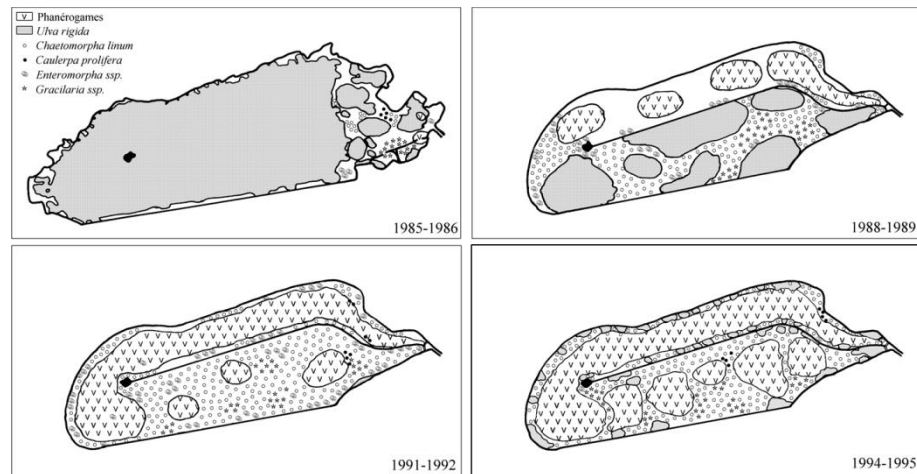 Phanérogames
Ulva rigida
Chaetomorpha linum
Caulerpa prolifera
Enteromorpha ssp.
Gracilaria ssp.
1985-1986
1988-1989
1991-1992
1994-1995